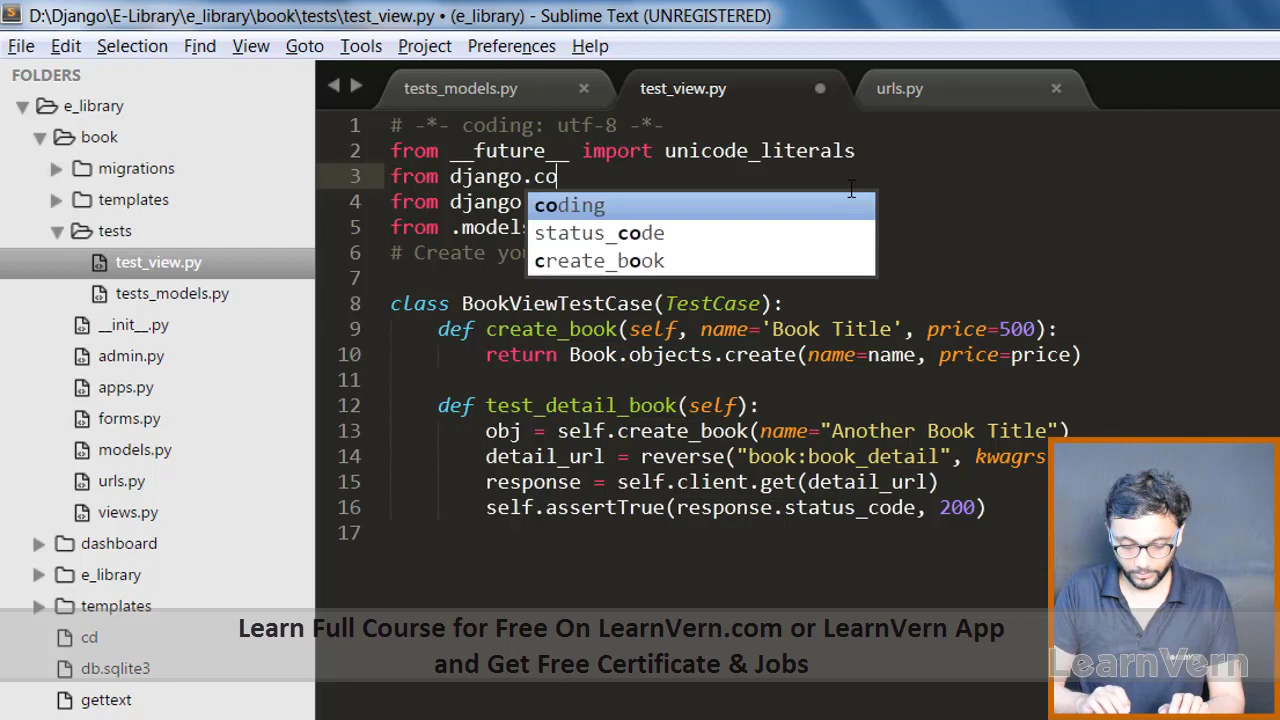 D:\Django\E-Library\e_library\book\tests\test_view.py • (e_library) - Sublime Text (UNREGISTERED)
File Edit Selection Find View Goto Tools Project Preferences Help
FOLDERS
e_library
book
migrations
templates
tests
test_view.py
tests_models.py
__init__.py
admin.py
apps.py
forms.py
models.py
urls.py
views.py
dashboard
e_library
templates
cd
db.sqlite3
gettext
tests_models.py test_view.py urls.py
1 # -*- coding: utf-8 -*-
2 from __future__ import unicode_literals
3 from django.co
4 from django
5 from .models
6 # Create you
7
8 class BookViewTestCase(TestCase):
9 def create_book(self, name='Book Title', price=500):
10 return Book.objects.create(name=name, price=price)
11
12 def test_detail_book(self):
13 obj = self.create_book(name="Another Book Title")
14 detail_url = reverse("book:book_detail", kwagrs
15 response = self.client.get(detail_url)
16 self.assertTrue(response.status_code, 200)
17
coding
status_code
create_book
Learn Full Course for Free On LearnVern.com or LearnVern App
and Get Free Certificate & Jobs
LearnVern